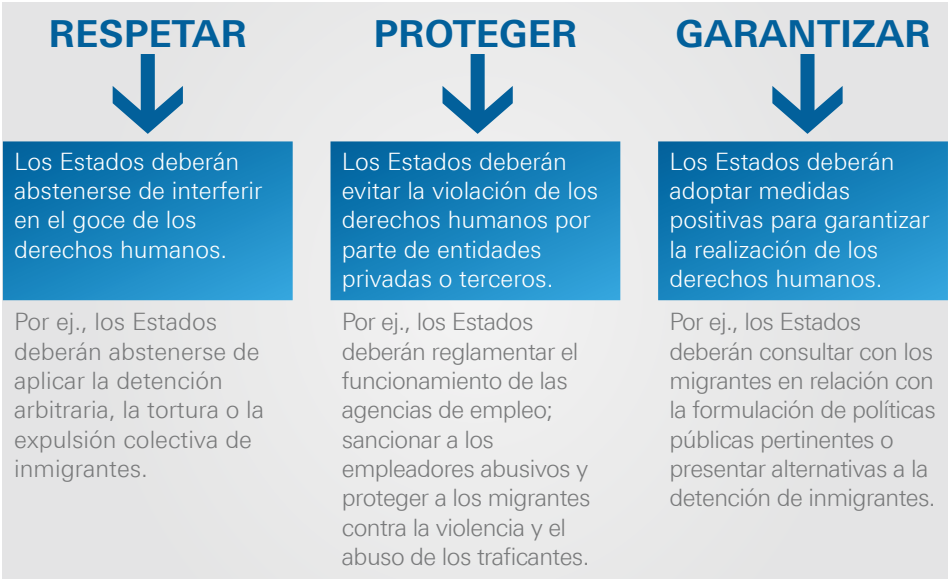 RESPETAR
Los Estados deberán
abstenerse de interferir
en el goce de los
derechos humanos.
Por ej., los Estados
deberán abstenerse de
aplicar la detención
arbitraria, la tortura o la
expulsión colectiva de
inmigrantes.
PROTEGER
Los Estados deberán
evitar la violación de los
derechos humanos por
parte de entidades
privadas o terceros.
Por ej., los Estados
deberán reglamentar el
funcionamiento de las
agencias de empleo;
sancionar a los
empleadores abusivos y
proteger a los migrantes
contra la violencia y el
abuso de los traficantes.
GARANTIZAR
Los Estados deberán
adoptar medidas
positivas para garantizar
la realización de los
derechos humanos.
Por ej., los Estados
deberán consultar con los
migrantes en relación con
la formulación de políticas
públicas pertinentes o
presentar alternativas a la
detención de inmigrantes.